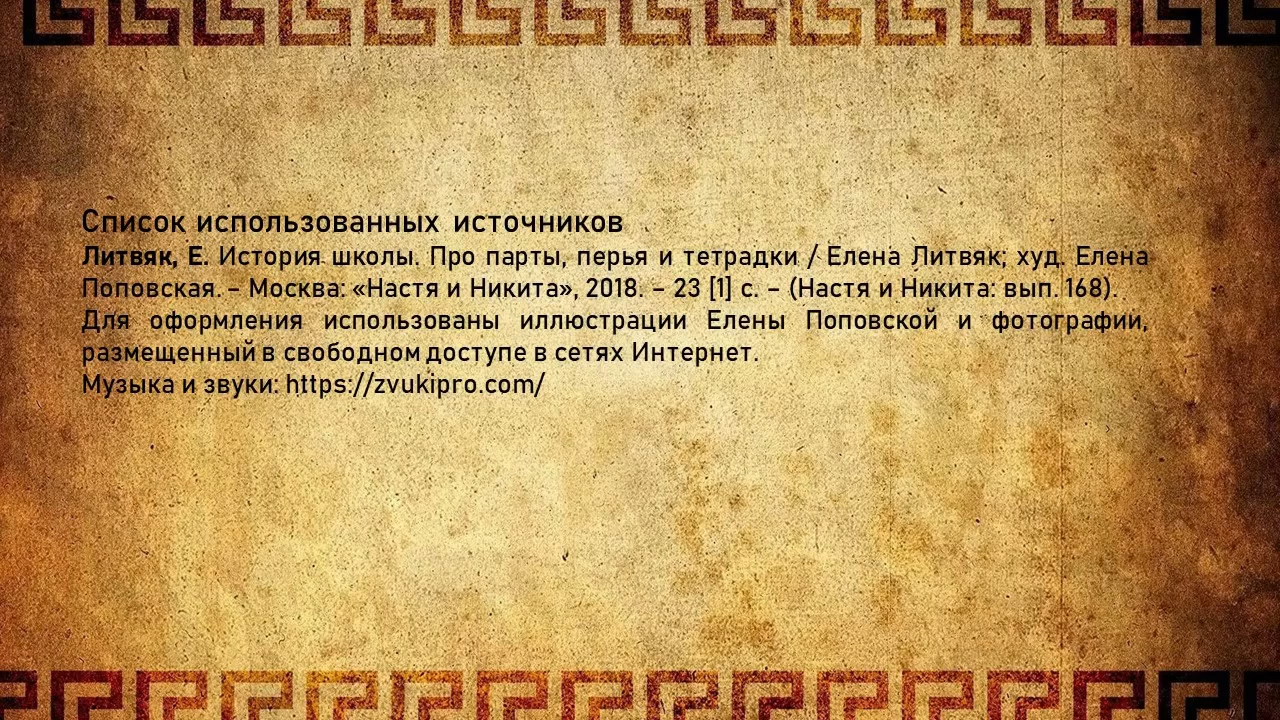 Список использованных источников
Литвяк, Е. История школы. Про парты, перья и тетрадки / Елена Литвяк; худ. Елена
Поповская. – Москва: «Настя и Никита», 2018. – 23 [1] с. – (Настя и Никита: вып. 168).
Для оформления использованы иллюстрации Елены Поповской и фотографии,
размещенный в свободном доступе в сетях Интернет.
Музыка и звуки: https://zvukipro.com/